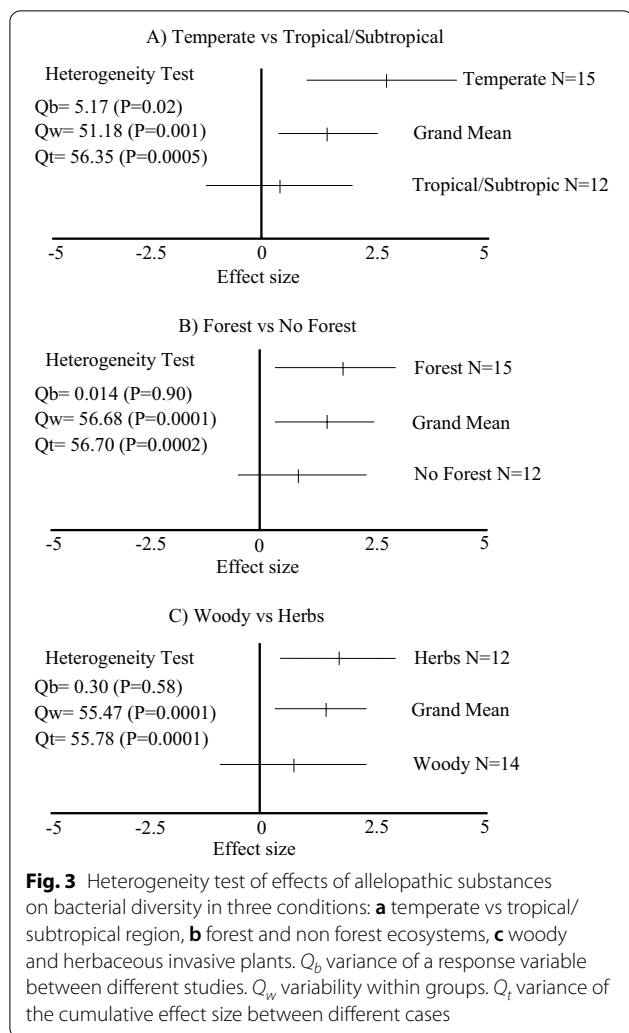 A) Temperate vs Tropical/Subtropical
Heterogeneity Test
Qb= 5.17 (P=0.02)
Qw= 51.18 (P=0.001)
Qt= 56.35 (P=0.0005)
Temperate N=15
Grand Mean
Tropical/Subtropic N=12
-5 -2.5 0 2.5 5
Effect size
B) Forest vs No Forest
Heterogeneity Test
Qb= 0.014 (P=0.90)
Qw= 56.68 (P=0.0001)
Qt= 56.70 (P=0.0002)
Forest N=15
Grand Mean
No Forest N=12
-5 -2.5 0 2.5 5
Effect size
C) Woody vs Herbs
Heterogeneity Test
Qb= 0.30 (P=0.58)
Qw= 55.47 (P=0.0001)
Qt= 55.78 (P=0.0001)
Herbs N=12
Grand Mean
Woody N=14
-5 -2.5 0 2.5 5
Effect size
Fig. 3 Heterogeneity test of effects of allelopathic substances
on bacterial diversity in three conditions: a temperate vs tropical/
subtropical region, b forest and non forest ecosystems, c woody
and herbaceous invasive plants. Qb variance of a response variable
between different studies. Qw variability within groups. Qt variance of
the cumulative effect size between different cases